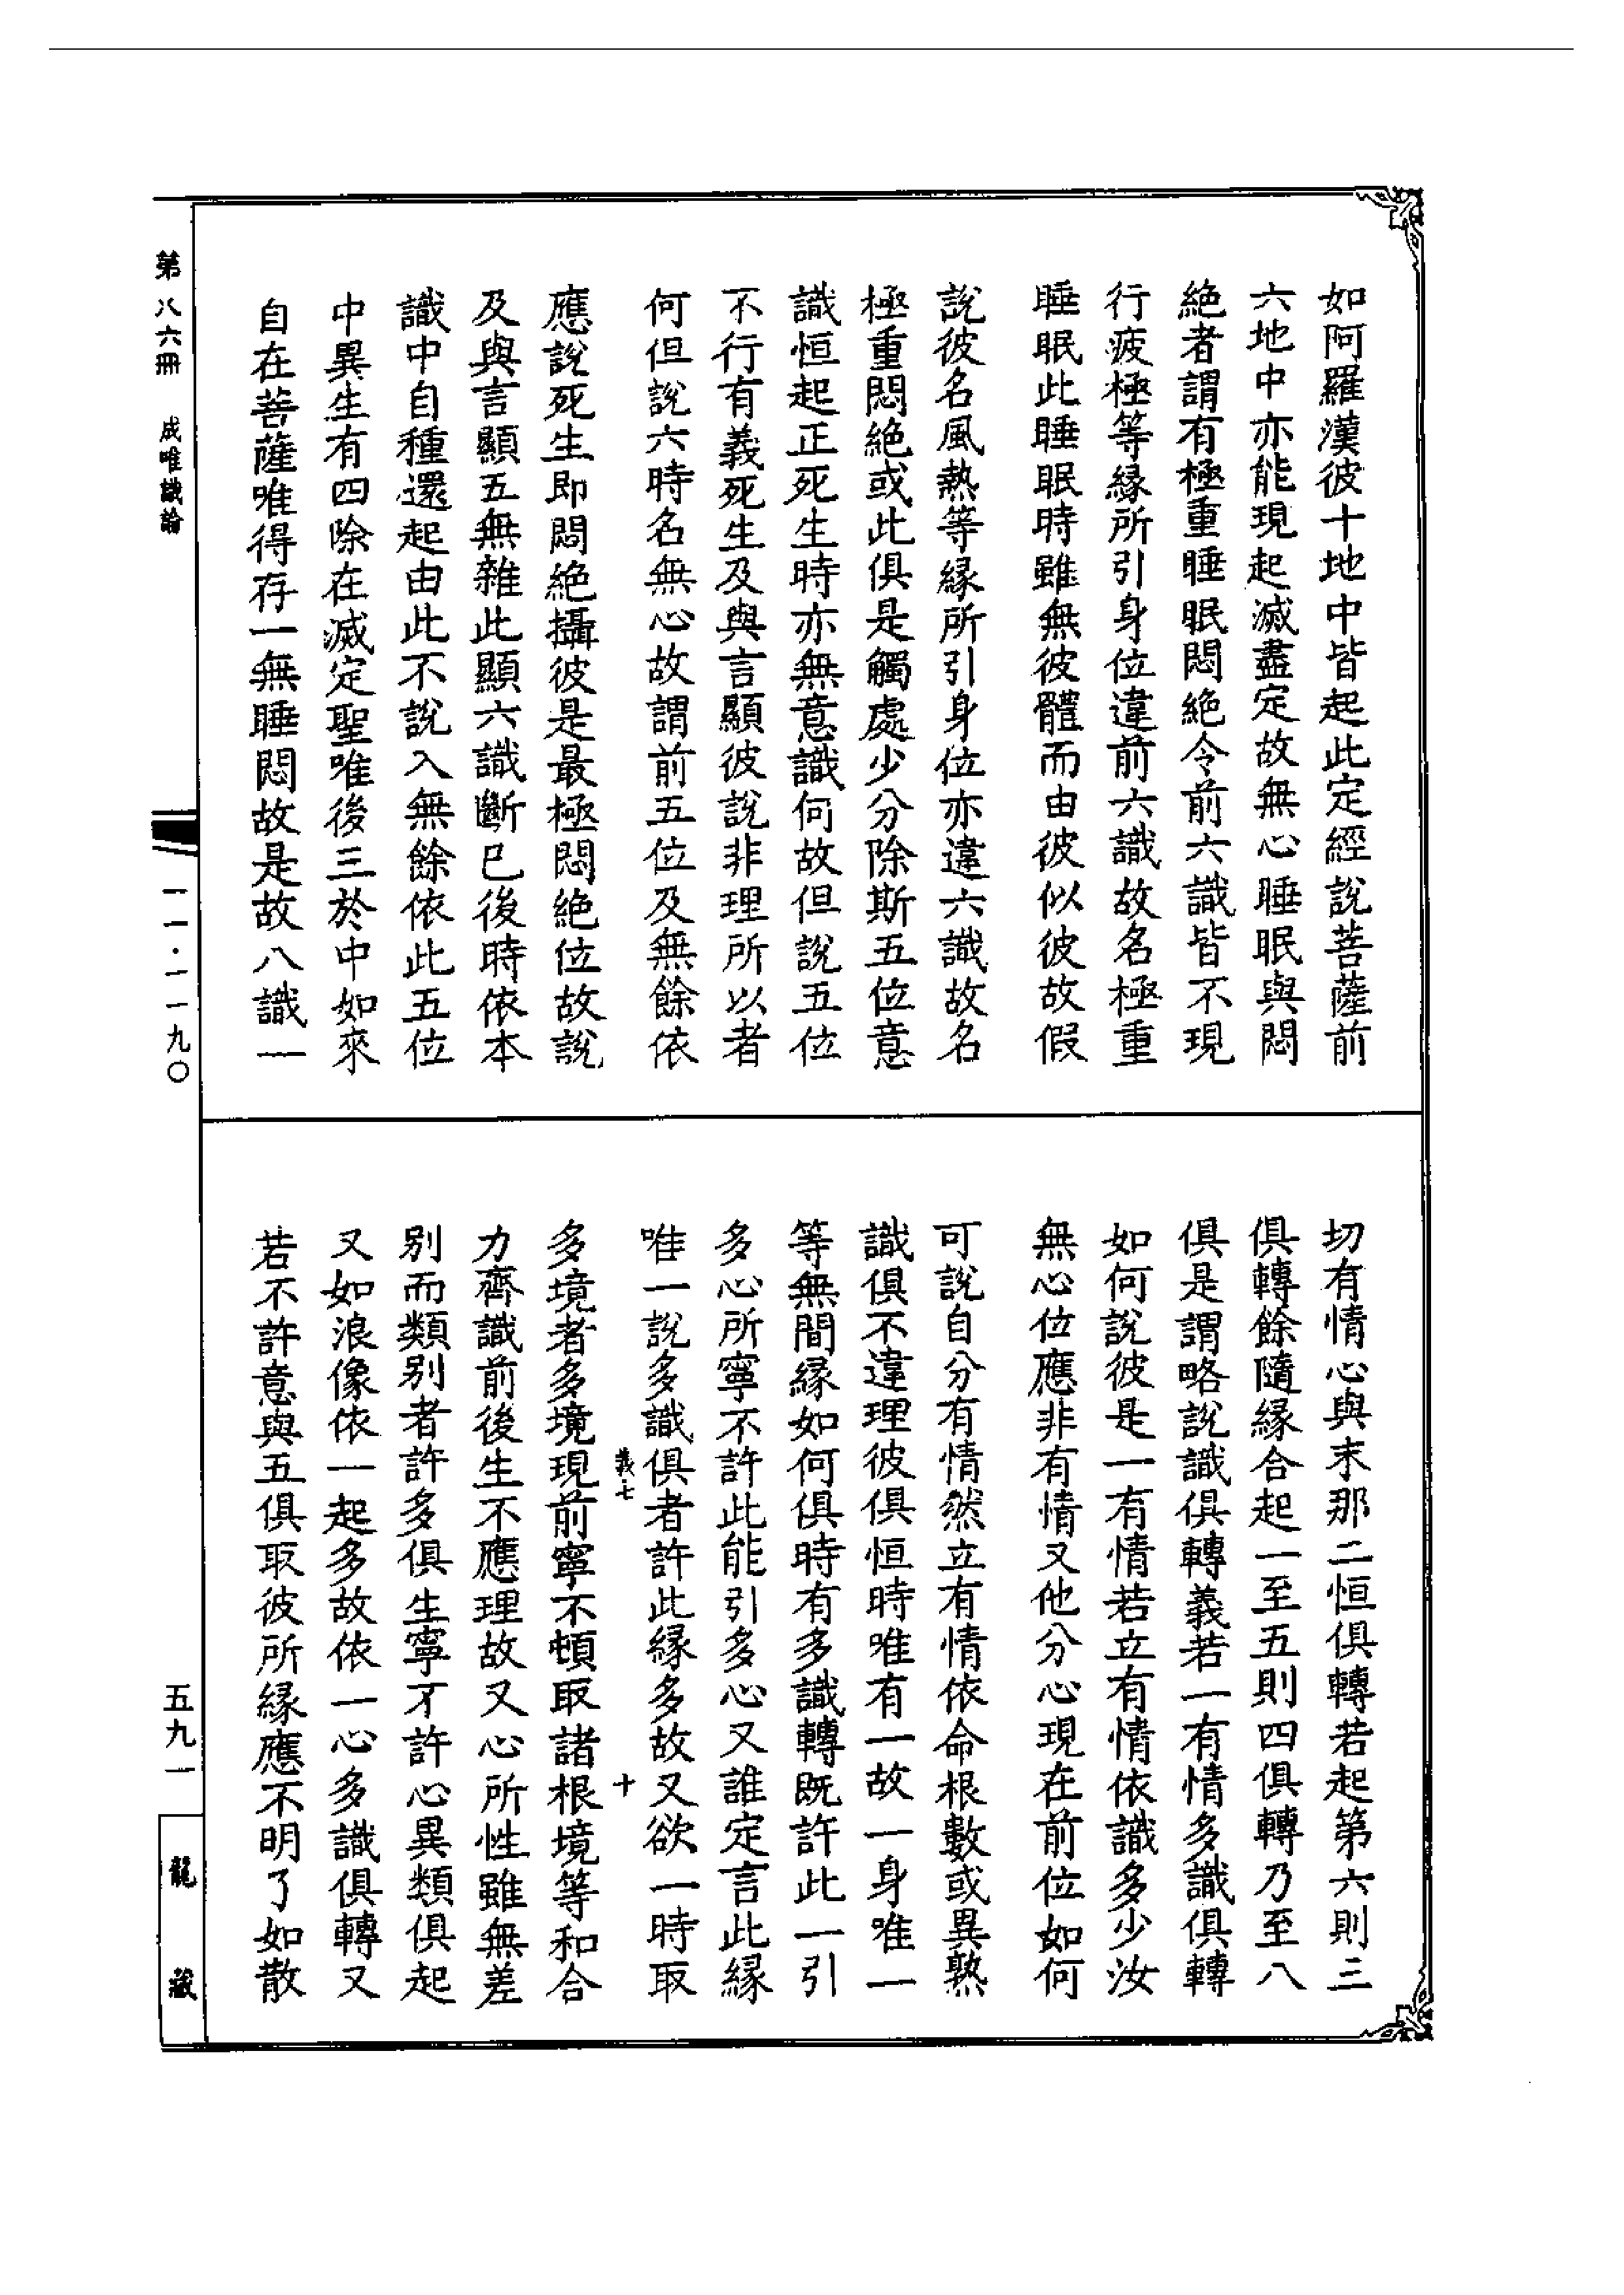 如阿羅漢彼十地中皆起此定經說菩薩前
六地中亦能現起滅盡定故無心睡眠與悶
絶者謂有極重睡眠悶絶令前六識皆不現
行疲極等縁所引身位違前六識故名極重
睡眠此睡眠時雖無彼體而由彼似彼故假
說彼名風熱等縁所引身位亦違六識故名
極重悶絶或此俱是觸處少分除斯五位意
識恒起正死生時亦無意識何故但說五位
不行有義死生及與言顯彼說非理所以者
何但說六時名無心故謂前五位及無餘依
應說死生即悶絶攝彼是最極悶絶位故說
及與言顯五無雜此顯六識斷已後時依本
識中自種還起由此不說入無餘依此五位
中異生有四除在滅定聖唯後三於中如來
自在菩薩唯得存一無睡悶故是故八識一
切有情心與末那二恒俱轉若起第六則三
俱轉餘隨縁合起一至五則四俱轉乃至八
俱是謂略說識俱轉義若一有情多識俱轉
如何說彼是一有情若立有情依識多少汝
無心位應非有情又他分心現在前位如何
可說自分有情然立有情依命根數或異熟
識俱不違理彼俱恒時唯有一故一身唯一
等無間縁如何俱時有多識轉既許此一引
多心所寧不許此能引多心又誰定言此縁
唯一說多識俱者許此縁多故又欲一時取
義七
十
多境者多境現前寧不頓取諸根境等和合
力齊識前後生不應理故又心所性雖無差
别而類别者許多俱生寧不許心異類俱起
又如浪像依一起多故依一心多識俱轉又
若不許意與五俱取彼所縁應不明了如散
第八六冊
成唯識論
一一·一一九〇
五九一
龍藏